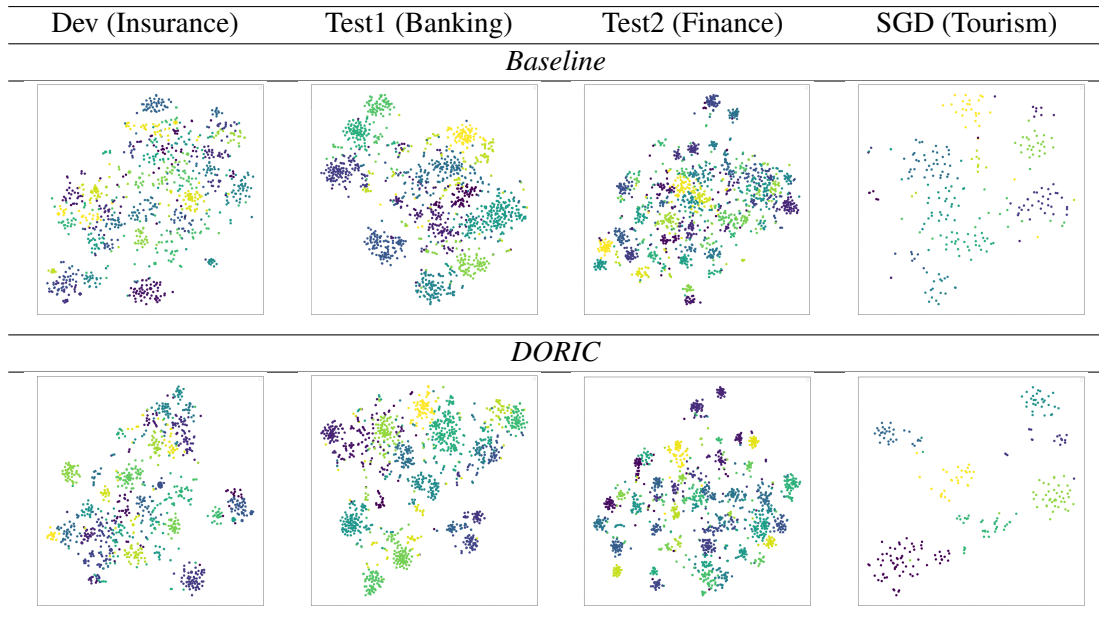 Dev (Insurance) Test1 (Banking) Test2 (Finance) SGD (Tourism)
Baseline
DORIC